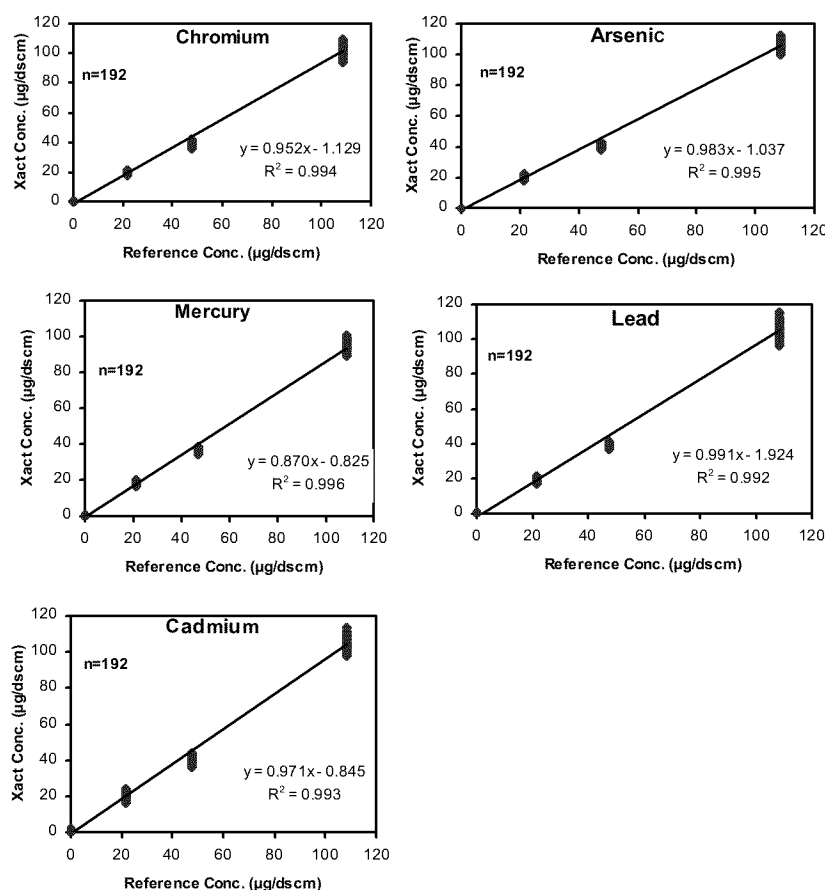 Chromium
n=192
y = 0.952x - 1.129
R² = 0.994
Xact Conc. (µg/dscm)
120
100
80
60
40
20
0
0 20 40 60 80 100 120
Reference Conc. (µg/dscm)
Arsenic
n=192
y = 0.983x - 1.037
R² = 0.995
Xact Conc. (µg/dscm)
120
100
80
60
40
20
0
0 20 40 60 80 100 120
Reference Conc. (µg/dscm)
Mercury
n=192
y = 0.870x - 0.825
R² = 0.996
Xact Conc. (µg/dscm)
120
100
80
60
40
20
0
0 20 40 60 80 100 120
Reference Conc. (µg/dscm)
Lead
n=192
y = 0.991x - 1.924
R² = 0.992
Xact Conc. (µg/dscm)
120
100
80
60
40
20
0
0 20 40 60 80 100 120
Reference Conc. (µg/dscm)
Cadmium
n=192
y = 0.971x - 0.845
R² = 0.993
Xact Conc. (µg/dscm)
120
100
80
60
40
20
0
0 20 40 60 80 100 120
Reference Conc. (µg/dscm)